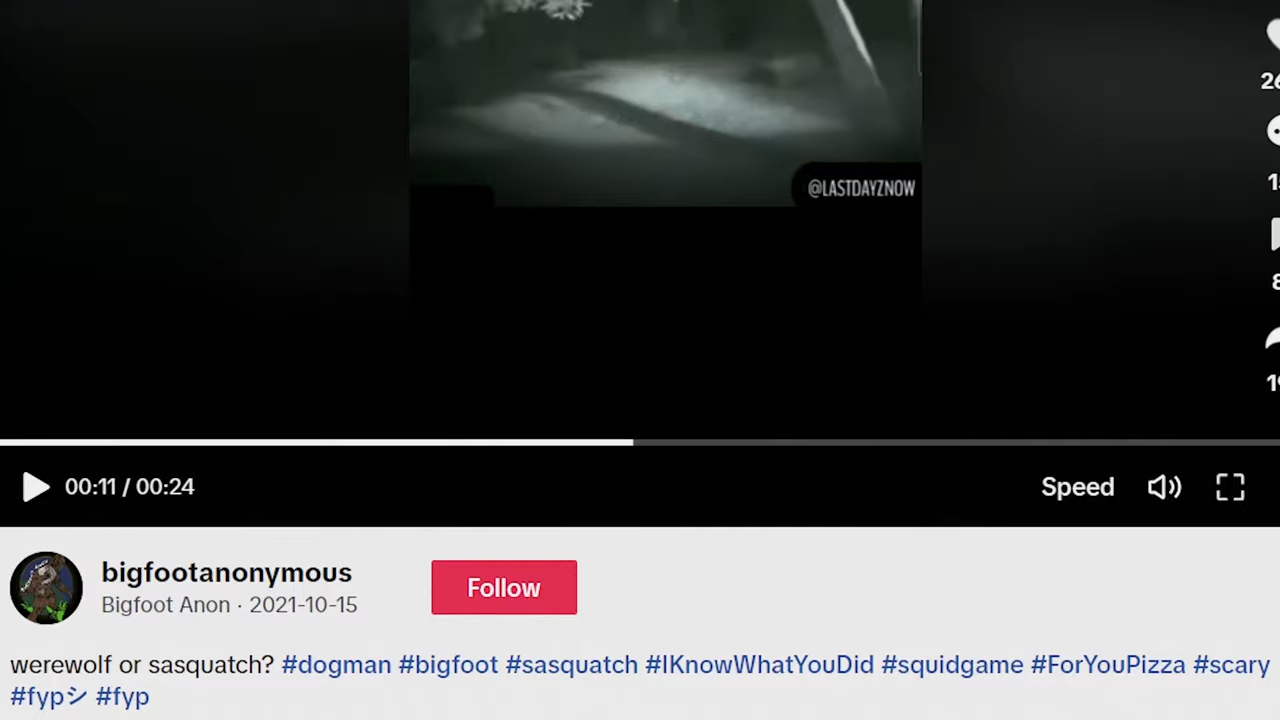 @LASTDAYZNOW
00:11 / 00:24
Speed
bigfootanonymous
Bigfoot Anon · 2021-10-15
Follow
werewolf or sasquatch? #dogman #bigfoot #sasquatch #IKnowWhatYouDid #squidgame #ForYouPizza #scary
#fypシ #fyp